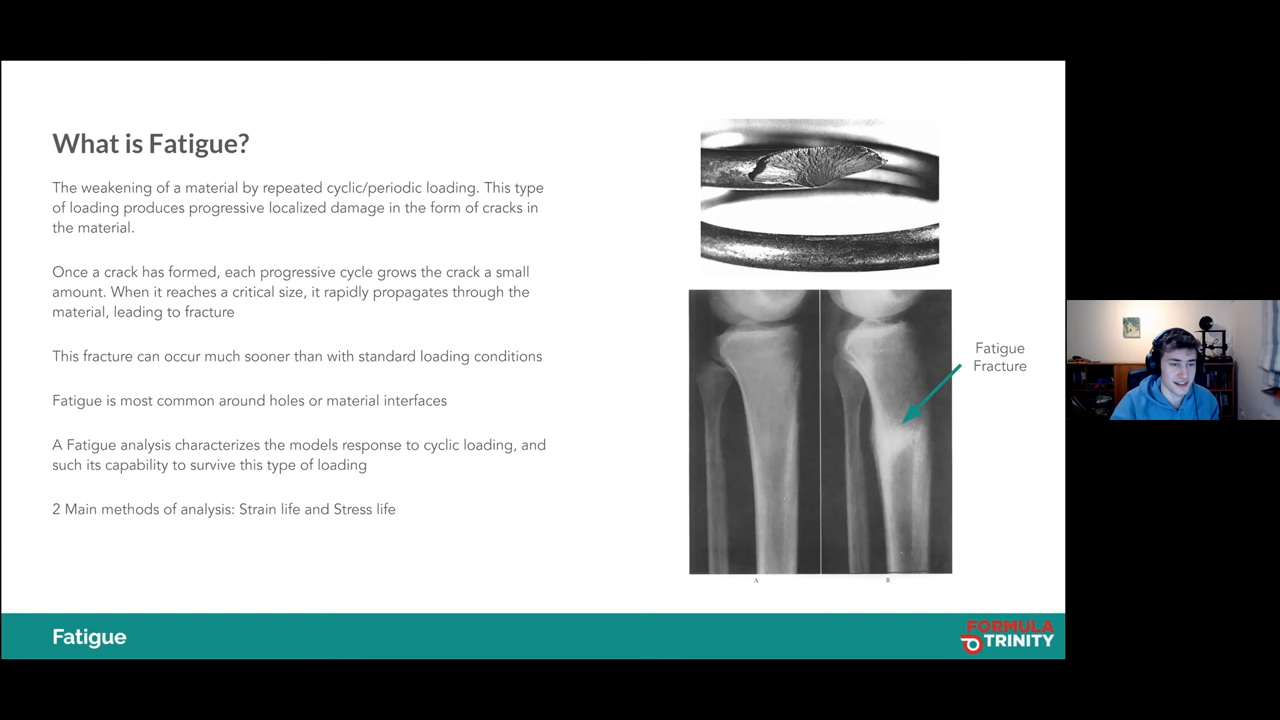 What is Fatigue?
The weakening of a material by repeated cyclic/periodic loading. This type
of loading produces progressive localized damage in the form of cracks in
the material.
Once a crack has formed, each progressive cycle grows the crack a small
amount. When it reaches a critical size, it rapidly propagates through the
material, leading to fracture
This fracture can occur much sooner than with standard loading conditions
Fatigue is most common around holes or material interfaces
A Fatigue analysis characterizes the models response to cyclic loading, and
such its capability to survive this type of loading
2 Main methods of analysis: Strain life and Stress life
Fatigue
Fracture
A
B
Fatigue
FORMULA
TRINITY